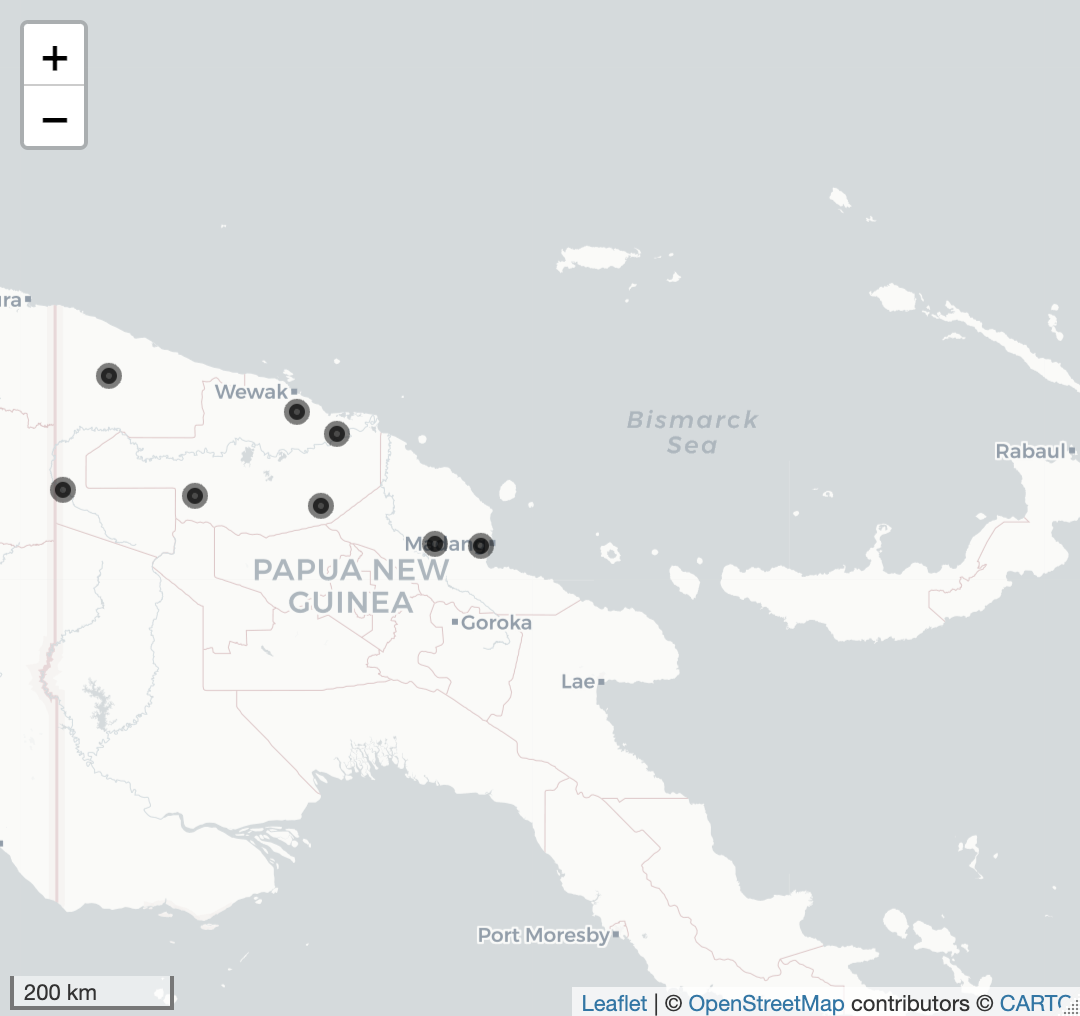 +
−
ura
Wewak
Bismarck
Sea
Rabaul
PAPUA NEW
GUINEA
Goroka
Lae
Port Moresby
200 km
Leaflet | © OpenStreetMap contributors © CARTO